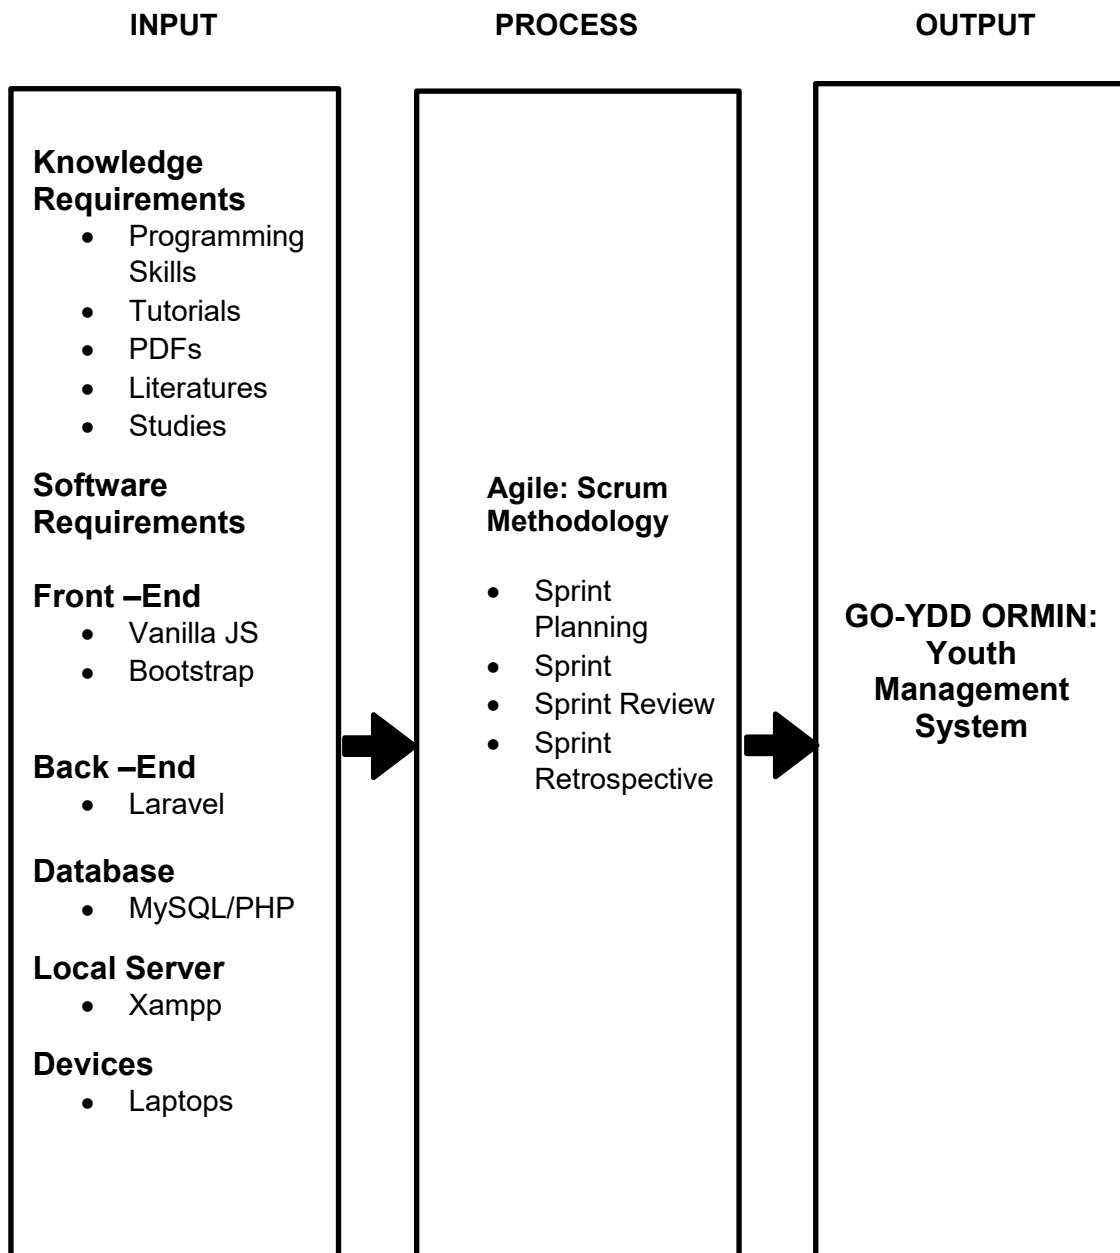 INPUT
PROCESS
OUTPUT
Knowledge
Requirements
• Programming
Skills
• Tutorials
• PDFs
• Literatures
• Studies
Software
Requirements
Front –End
• Vanilla JS
• Bootstrap
Back –End
• Laravel
Database
• MySQL/PHP
Local Server
• Xampp
Devices
• Laptops
Agile: Scrum
Methodology
• Sprint
Planning
• Sprint
• Sprint Review
• Sprint
Retrospective
GO-YDD ORMIN:
Youth
Management
System